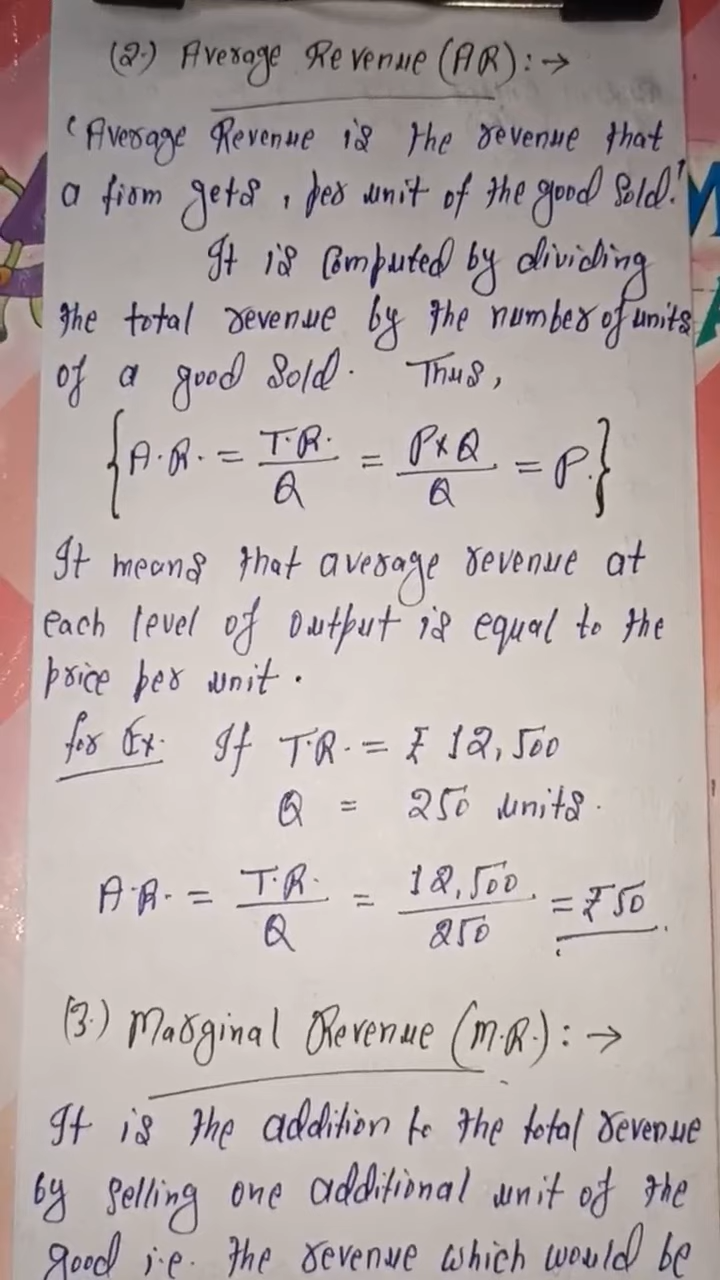 (2.) Average Revenue (AR) : →
'Average Revenue is the revenue that
a firm gets, per unit of the good Sold.'
It is Computed by dividing
the total revenue by the number of units
of a good Sold. Thus,
{A.R. = T.R. / Q = P×Q / Q = P.}
It means that average revenue at
each level of output is equal to the
price per unit.
for Ex. If T.R. = ₹ 12,500
Q = 250 units.
A.R. = T.R. / Q = 12,500 / 250 = ₹50
(3.) Marginal Revenue (M.R.) : →
It is the addition to the total revenue
by Selling one additional unit of the
good i.e. the revenue which would be